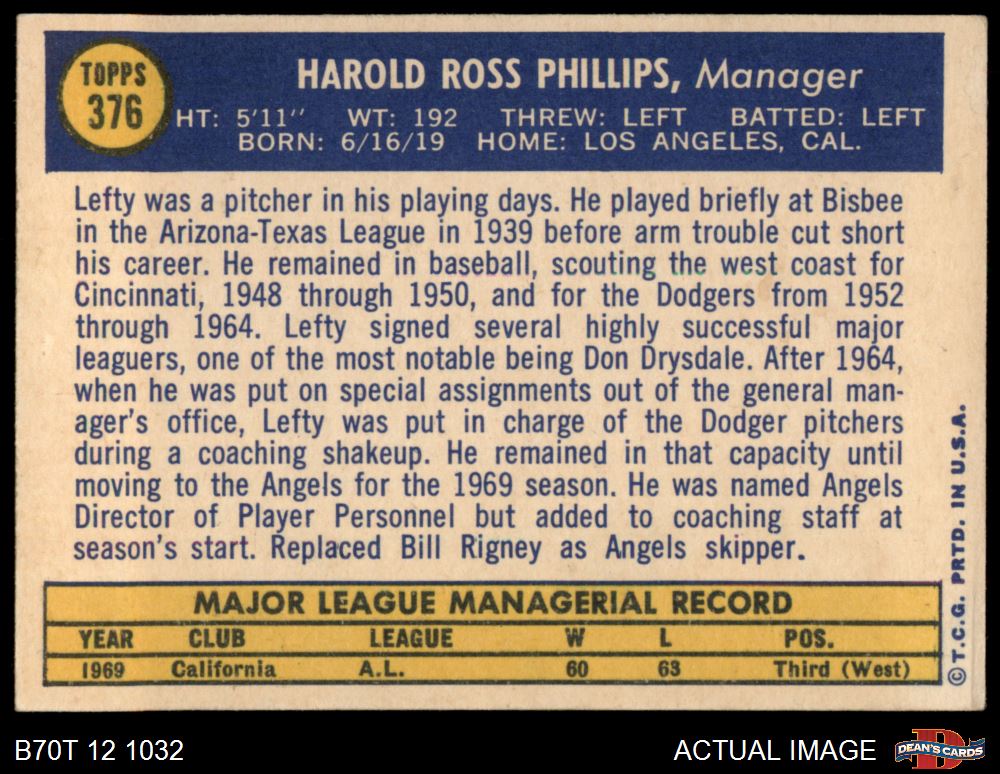 TOPPS
376
HAROLD ROSS PHILLIPS, Manager
HT: 5'11" WT: 192 THREW: LEFT BATTED: LEFT
BORN: 6/16/19 HOME: LOS ANGELES, CAL.
Lefty was a pitcher in his playing days. He played briefly at Bisbee
in the Arizona-Texas League in 1939 before arm trouble cut short
his career. He remained in baseball, scouting the west coast for
Cincinnati, 1948 through 1950, and for the Dodgers from 1952
through 1964. Lefty signed several highly successful major
leaguers, one of the most notable being Don Drysdale. After 1964,
when he was put on special assignments out of the general man-
ager's office, Lefty was put in charge of the Dodger pitchers
during a coaching shakeup. He remained in that capacity until
moving to the Angels for the 1969 season. He was named Angels
Director of Player Personnel but added to coaching staff at
season's start. Replaced Bill Rigney as Angels skipper.
MAJOR LEAGUE MANAGERIAL RECORD
YEAR CLUB LEAGUE W L POS.
1969 California A.L. 60 63 Third (West)
©T.C.G. PRTD. IN U.S.A.
B70T 12 1032
ACTUAL IMAGE
D
DEAN'S CARDS